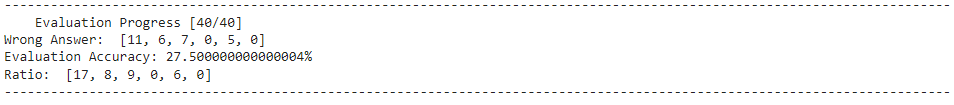 --------------------------------------------------------------------------------------------------------------------
    Evaluation Progress [40/40]
Wrong Answer:  [11, 6, 7, 0, 5, 0]
Evaluation Accuracy: 27.500000000000004%
Ratio:  [17, 8, 9, 0, 6, 0]
--------------------------------------------------------------------------------------------------------------------